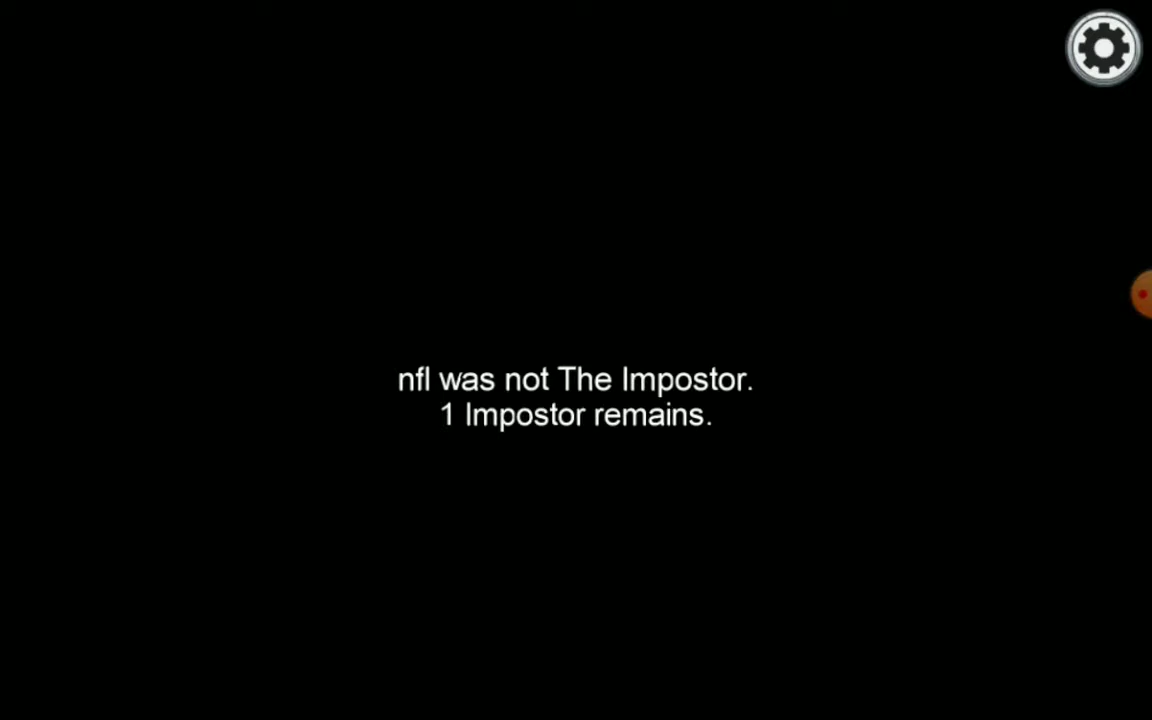 nfl was not The Impostor.
1 Impostor remains.